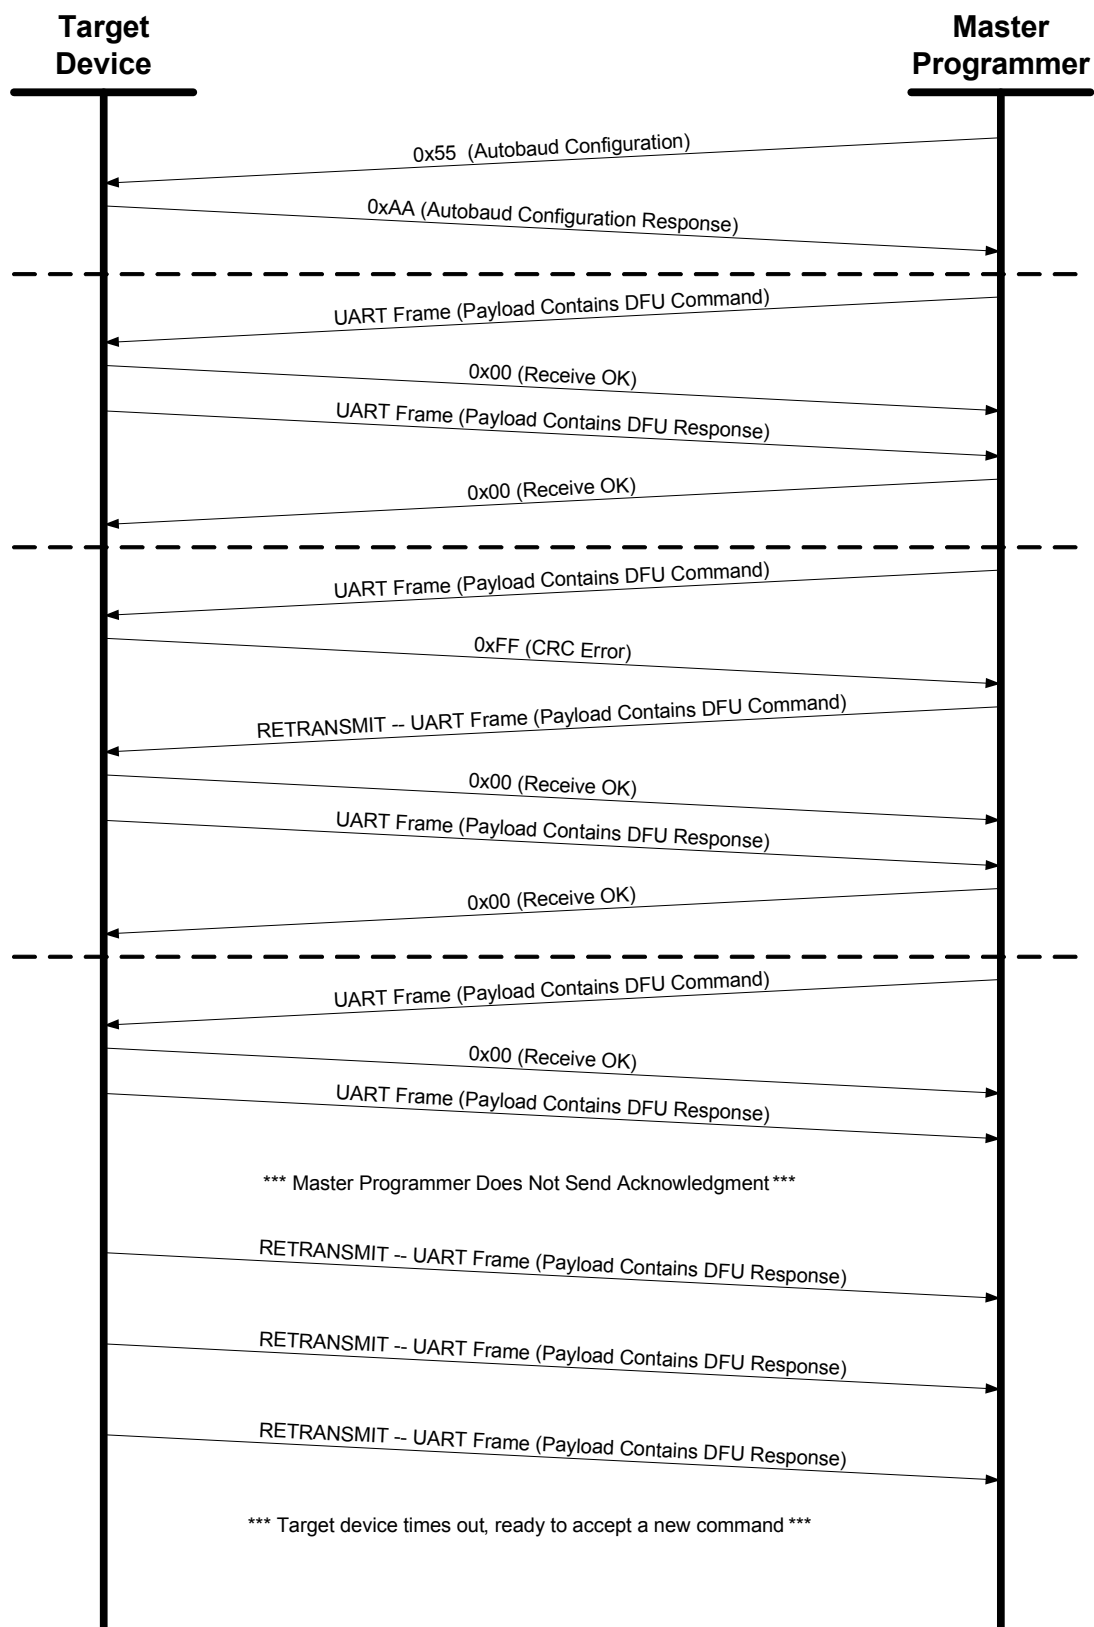 Target
Device
Master
Programmer
0x55 (Autobaud Configuration)
0xAA (Autobaud Configuration Response)
UART Frame (Payload Contains DFU Command)
0x00 (Receive OK)
UART Frame (Payload Contains DFU Response)
0x00 (Receive OK)
UART Frame (Payload Contains DFU Command)
0xFF (CRC Error)
RETRANSMIT -- UART Frame (Payload Contains DFU Command)
0x00 (Receive OK)
UART Frame (Payload Contains DFU Response)
0x00 (Receive OK)
UART Frame (Payload Contains DFU Command)
0x00 (Receive OK)
UART Frame (Payload Contains DFU Response)
*** Master Programmer Does Not Send Acknowledgment ***
RETRANSMIT -- UART Frame (Payload Contains DFU Response)
RETRANSMIT -- UART Frame (Payload Contains DFU Response)
RETRANSMIT -- UART Frame (Payload Contains DFU Response)
*** Target device times out, ready to accept a new command ***